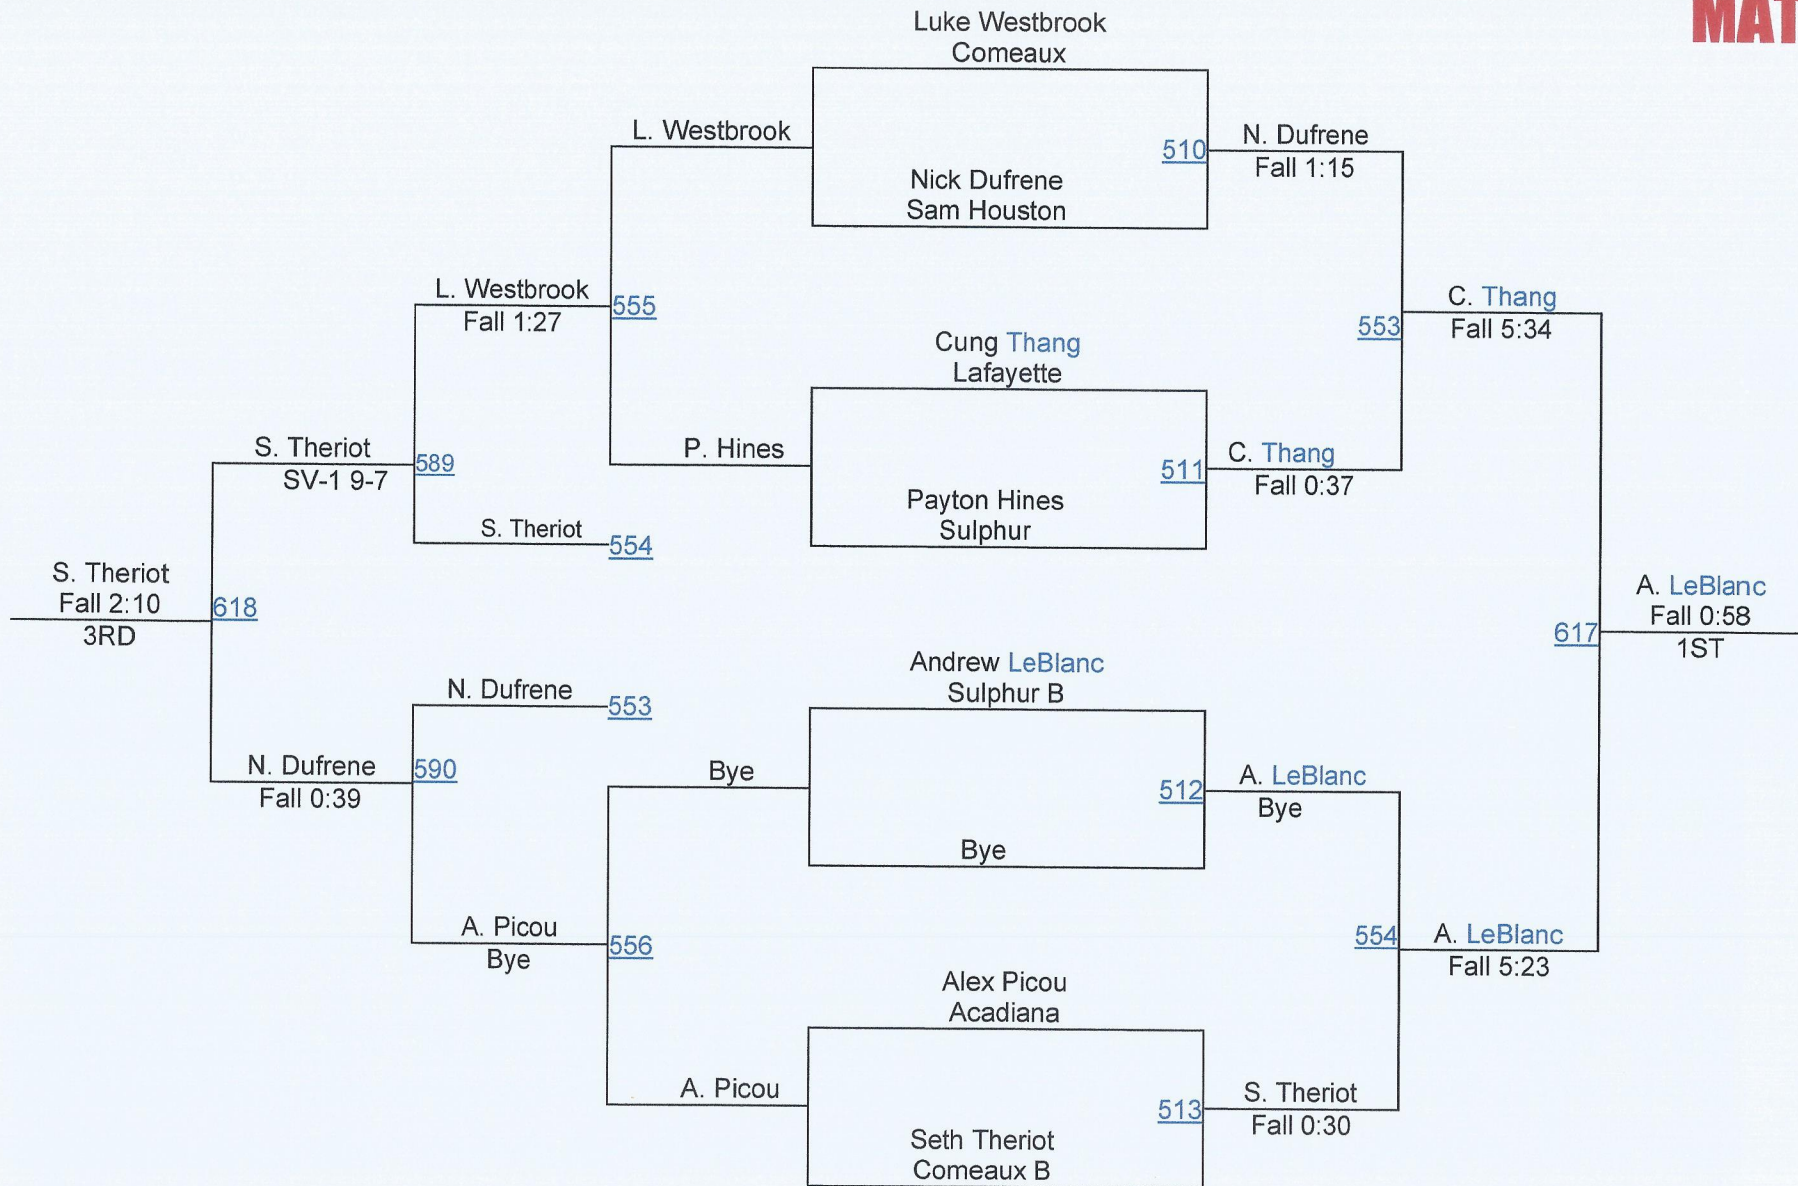 MAT
Luke Westbrook
Comeaux
L. Westbrook
510
N. Dufrene
Fall 1:15
Nick Dufrene
Sam Houston
L. Westbrook
Fall 1:27
555
553
C. Thang
Fall 5:34
Cung Thang
Lafayette
S. Theriot
SV-1 9-7
589
P. Hines
511
C. Thang
Fall 0:37
Payton Hines
Sulphur
S. Theriot
554
S. Theriot
Fall 2:10
3RD
618
617
A. LeBlanc
Fall 0:58
1ST
Andrew LeBlanc
Sulphur B
N. Dufrene
553
N. Dufrene
Fall 0:39
590
Bye
512
A. LeBlanc
Bye
Bye
A. Picou
Bye
556
554
A. LeBlanc
Fall 5:23
Alex Picou
Acadiana
A. Picou
513
S. Theriot
Fall 0:30
Seth Theriot
Comeaux B